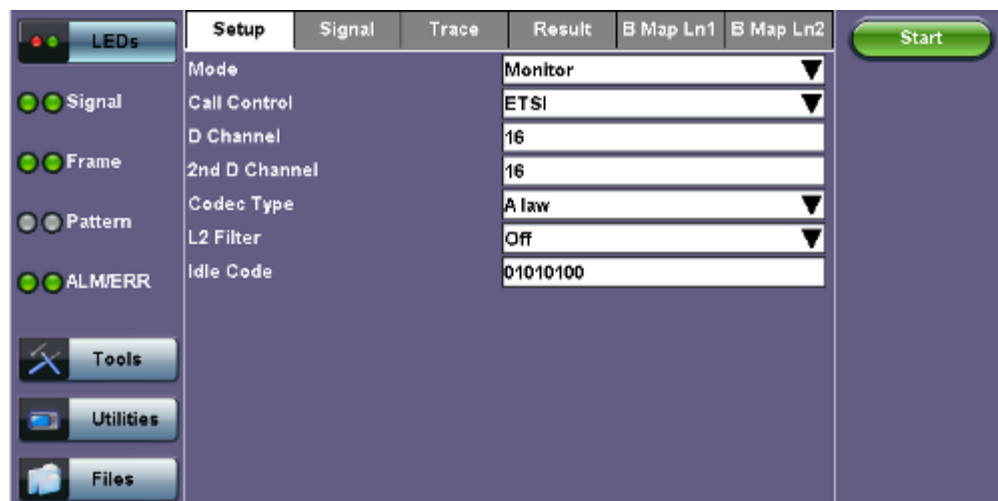 LEDs
Signal
Frame
Pattern
ALM/ERR
Tools
Utilities
Files
Setup Signal Trace Result B Map Ln1 B Map Ln2
Mode Monitor
Call Control ETSI
D Channel 16
2nd D Channel 16
Codec Type A law
L2 Filter Off
Idle Code 01010100
Start